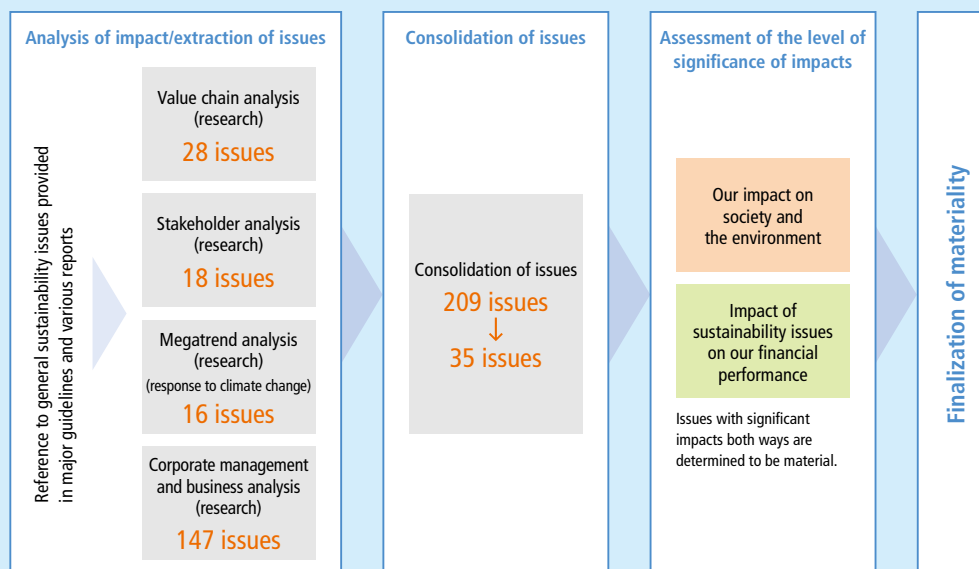 Analysis of impact/extraction of issues
Reference to general sustainability issues provided
in major guidelines and various reports
Value chain analysis
(research)
28 issues
Stakeholder analysis
(research)
18 issues
Megatrend analysis
(research)
(response to climate change)
16 issues
Corporate management
and business analysis
(research)
147 issues
Consolidation of issues
Consolidation of issues
209 issues
↓
35 issues
Assessment of the level of
significance of impacts
Our impact on
society and
the environment
Impact of
sustainability issues
on our financial
performance
Issues with significant
impacts both ways are
determined to be material.
Finalization of materiality